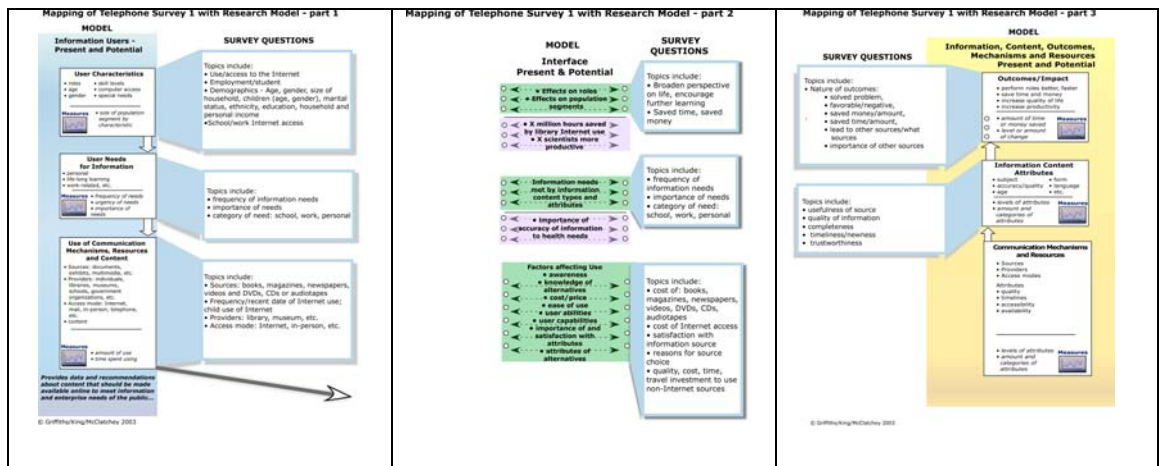 Mapping of Telephone Survey 1 with Research Model - part 1
MODEL
Information Users -
Present and Potential
SURVEY QUESTIONS
User Characteristics
• roles • skill levels
• age • computer access
• gender • special needs
Measures
• size of population
segment by
characteristic
Topics include:
• Use/access to the Internet
• Employment/student
• Demographics - Age, gender, size of
household, children (age, gender), marital
status, ethnicity, education, household and
personal income
•School/work Internet access
User Needs
for Information
• personal
• life-long learning
• work-related, etc.
Measures
• frequency of needs
• urgency of needs
• importance of
needs
Topics include:
• frequency of information needs
• importance of needs
• category of need: school, work, personal
Use of Communication
Mechanisms, Resources
and Content
• Sources: documents,
exhibits, multimedia, etc.
• Providers: individuals,
libraries, museums,
schools, government
organizations, etc.
• Access mode: Internet,
mail, in-person, telephone,
etc.
• content
Measures
• amount of use
• time spent using
Topics include:
• Sources: books, magazines, newspapers,
videos and DVDs, CDs or audiotapes
• Frequency/recent date of Internet use;
child use of Internet
• Providers: library, museum, etc.
• Access mode: Internet, in-person, etc.
Provides data and recommendations
about content that should be made
available online to meet information
and enterprise needs of the public...
© Griffiths/King/McClatchey 2003
Mapping of Telephone Survey 1 with Research Model - part 2
MODEL
Interface
Present & Potential
SURVEY
QUESTIONS
• Effects on roles
• Effects on population
segments
• X million hours saved
by library Internet use
• X scientists more
productive
Topics include:
• Broaden perspective
on life, encourage
further learning
• Saved time, saved
money
Information needs
met by information
content types and
attributes
• Importance of
accuracy of information
to health needs
Topics include:
• frequency of
information needs
• importance of needs
• category of need:
school, work, personal
Factors affecting Use
• awareness
• knowledge of
alternatives
• cost/price
• ease of use
• user abilities
• user capabilities
• importance of and
satisfaction with
attributes
• attributes of
alternatives
Topics include:
• cost of: books,
magazines, newspapers,
videos, DVDs, CDs,
audiotapes
• cost of Internet access
• satisfaction with
information source
• reasons for source
choice
• quality, cost, time,
travel investment to use
non-Internet sources
Mapping of Telephone Survey 1 with Research Model - part 3
MODEL
SURVEY QUESTIONS
Information, Content, Outcomes,
Mechanisms and Resources
Present and Potential
Topics include:
• Nature of outcomes:
• solved problem,
• favorable/negative,
• saved money/amount,
• saved time/amount,
• lead to other sources/what
sources
• importance of other sources
Outcomes/Impact
• perform roles better, faster
• save time and money
• increase quality of life
• increase productivity
• amount of time
or money saved
• level or amount
of change
Measures
Topics include:
• usefulness of source
• quality of information
• completeness
• timeliness/newness
• trustworthiness
Information Content
Attributes
• subject • form
• accuracy/quality • language
• age • etc.
• levels of attributes
• amount and
categories of
attributes
Measures
Communication Mechanisms
and Resources
• Sources
• Providers
• Access modes
Attributes
• quality
• timelines
• accessibility
• availability
• levels of attributes
• amount and
categories of
attributes
Measures
© Griffiths/King/McClatchey 2003